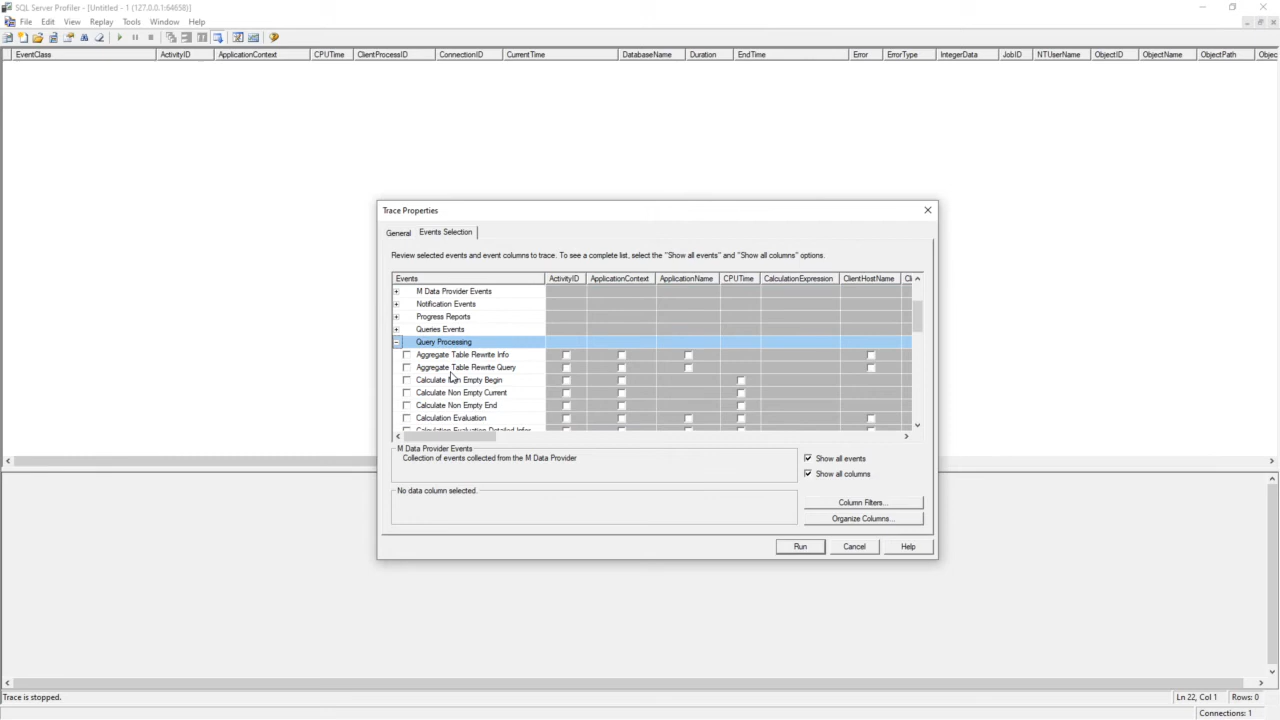 SQL Server Profiler - [Untitled - 1 (127.0.0.1:64658)]
File Edit View Replay Tools Window Help
EventClass ActivityID ApplicationContext CPUTime ClientProcessID ConnectionID CurrentTime DatabaseName Duration EndTime Error ErrorType IntegerData JobID NTUserName ObjectID ObjectName ObjectPath Objec
Trace Properties
General Events Selection
Review selected events and event columns to trace. To see a complete list, select the "Show all events" and "Show all columns" options.
Events ActivityID ApplicationContext ApplicationName CPUTime CalculationExpression ClientHostName Cli
M Data Provider Events
Notification Events
Progress Reports
Queries Events
Query Processing
Aggregate Table Rewrite Info
Aggregate Table Rewrite Query
Calculate Non Empty Begin
Calculate Non Empty Current
Calculate Non Empty End
Calculation Evaluation
Calculation Evaluation Detailed Infor
M Data Provider Events
Collection of events collected from the M Data Provider
Show all events
Show all columns
No data column selected.
Column Filters...
Organize Columns...
Run Cancel Help
Trace is stopped.
Ln 22, Col 1 Rows: 0
Connections: 1